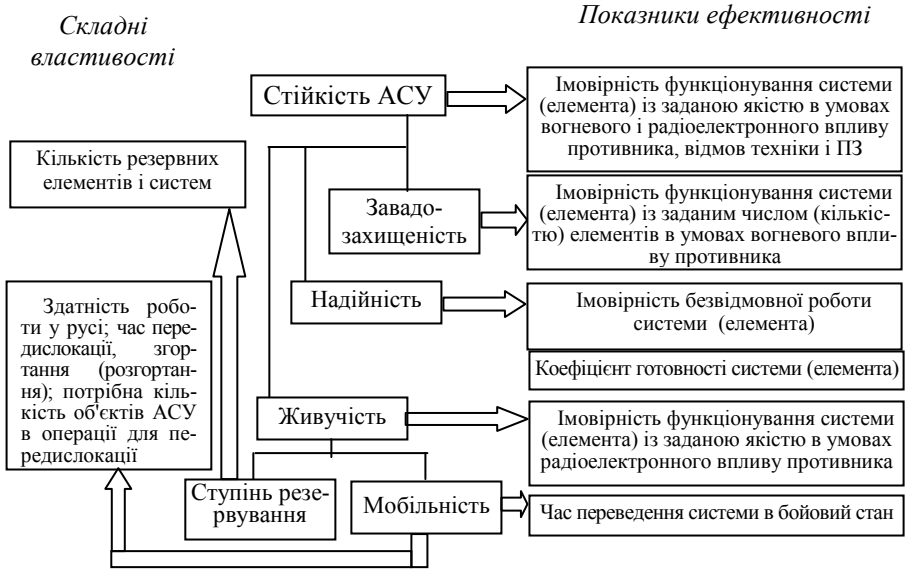 Складні
властивості
Показники ефективності
Стійкість АСУ
Імовірність функціонування системи
(елемента) із заданою якістю в умовах
вогневого і радіоелектронного впливу
противника, відмов техніки і ПЗ
Кількість резервних
елементів і систем
Завадо-
захищеність
Імовірність функціонування системи
(елемента) із заданим числом (кількіс-
тю) елементів в умовах вогневого впли-
ву противника
Здатність робо-
ти у русі; час пере-
дислокації, згор-
тання (розгортан-
ня); потрібна кіль-
кість об'єктів АСУ
в операції для пе-
редислокації
Надійність
Імовірність безвідмовної роботи
системи (елемента)
Коефіцієнт готовності системи (елемента)
Живучість
Імовірність функціонування системи
(елемента) із заданою якістю в умовах
радіоелектронного впливу противника
Ступінь резе-
рвування
Мобільність
Час переведення системи в бойовий стан